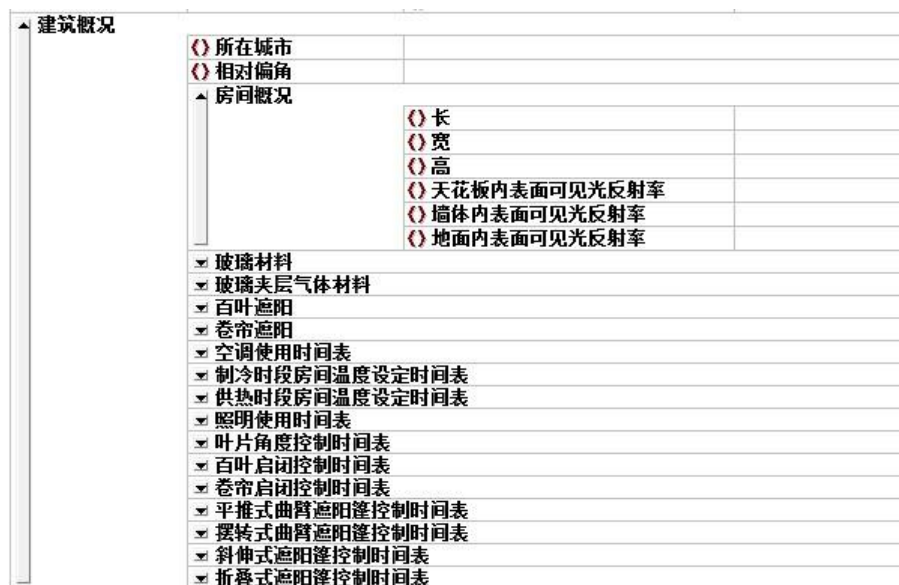 建筑概况
所在城市
相对偏角
房间概况
长
宽
高
天花板内表面可见光反射率
墙体内表面可见光反射率
地面内表面可见光反射率
玻璃材料
玻璃夹层气体材料
百叶遮阳
卷帘遮阳
空调使用时间表
制冷时段房间温度设定时间表
供热时段房间温度设定时间表
照明使用时间表
叶片角度控制时间表
百叶启闭控制时间表
卷帘启闭控制时间表
平推式曲臂遮阳篷控制时间表
摆转式曲臂遮阳篷控制时间表
斜伸式遮阳篷控制时间表
折叠式遮阳篷控制时间表